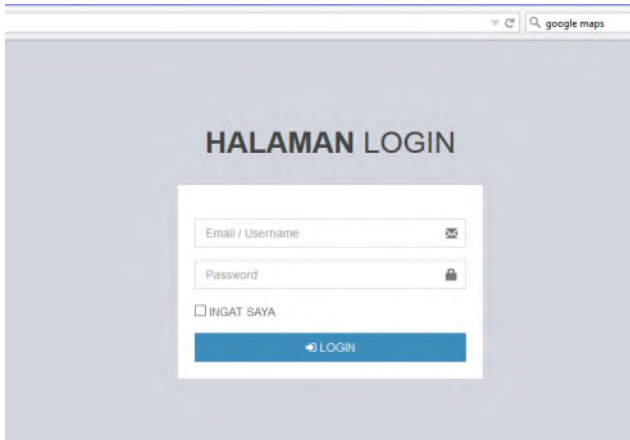 google maps
HALAMAN LOGIN
Email / Username
Password
INGAT SAYA
LOGIN